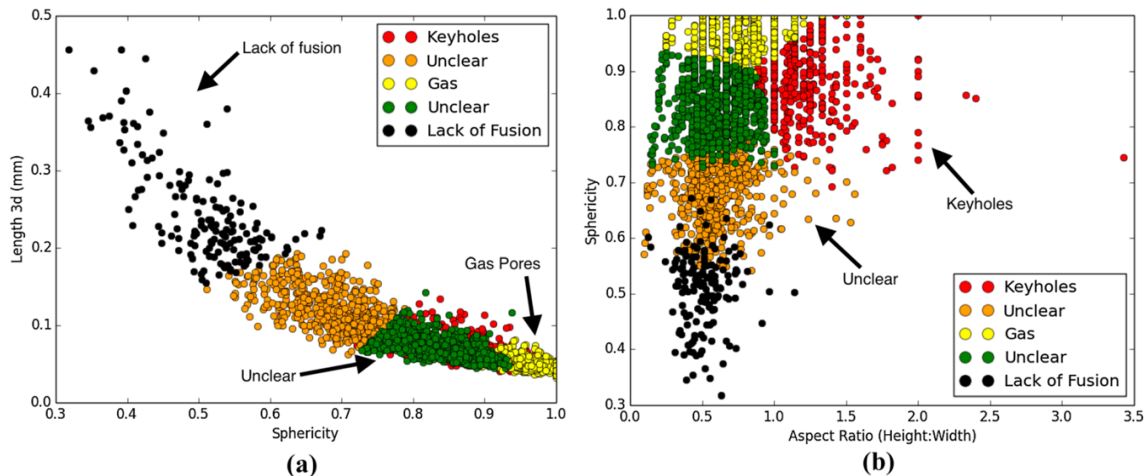 0.5
0.4
0.3
0.2
0.1
0.0
Length 3d (mm)
0.3 0.4 0.5 0.6 0.7 0.8 0.9 1.0
Sphericity
Lack of fusion
Gas Pores
Unclear
Keyholes
Unclear
Gas
Unclear
Lack of Fusion
(a)
1.0
0.9
0.8
0.7
0.6
0.5
0.4
0.3
Sphericity
0.0 0.5 1.0 1.5 2.0 2.5 3.0 3.5
Aspect Ratio (Height:Width)
Keyholes
Unclear
Keyholes
Unclear
Gas
Unclear
Lack of Fusion
(b)